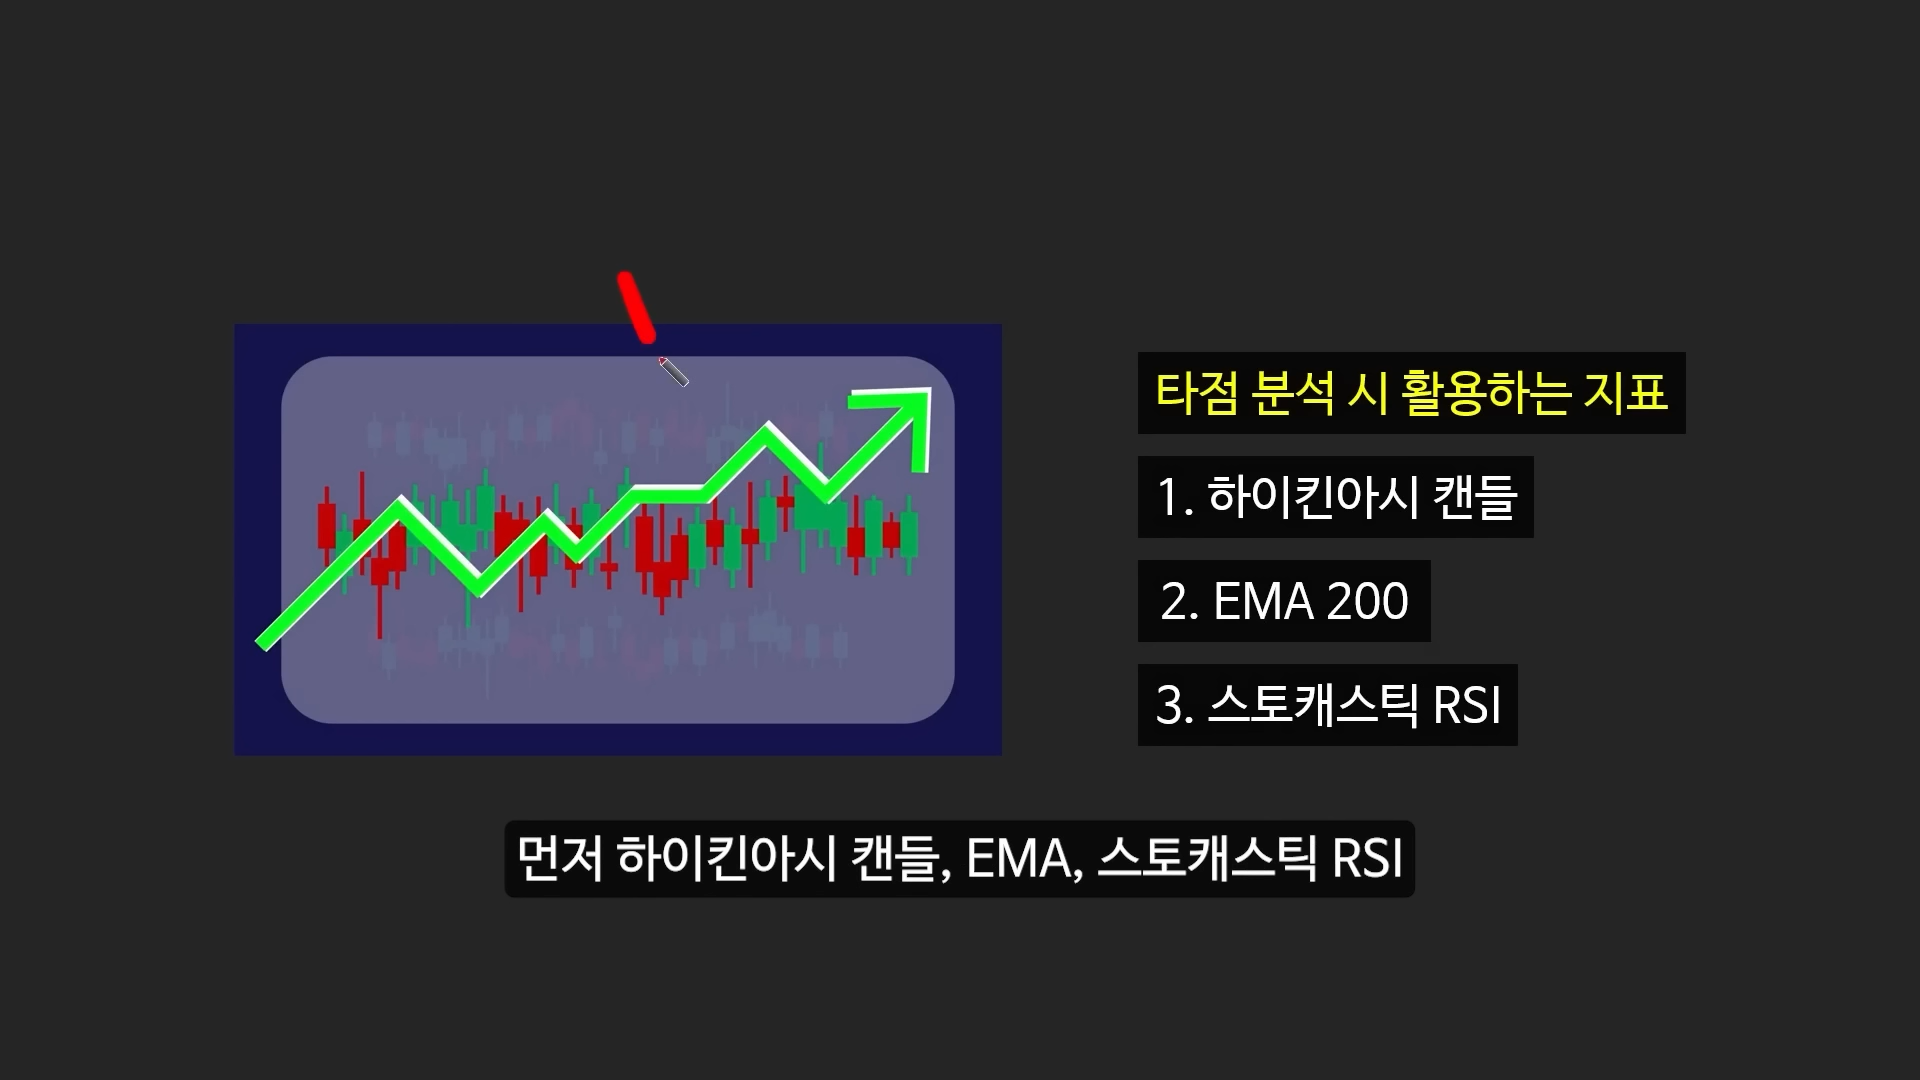 타점 분석 시 활용하는 지표
1. 하이킨아시 캔들
2. EMA 200
3. 스토캐스틱 RSI
먼저 하이킨아시 캔들, EMA, 스토캐스틱 RSI